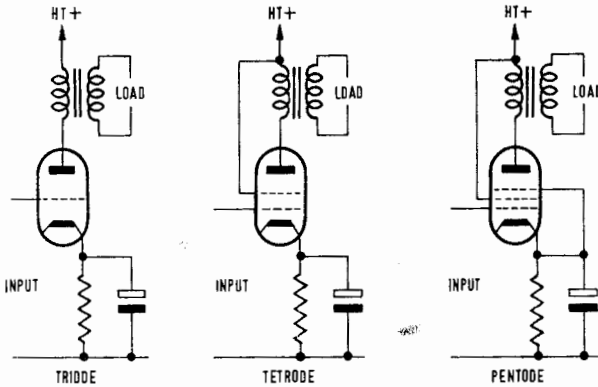 HT+ HT+ HT+
LOAD LOAD LOAD
INPUT INPUT INPUT
TRIODE TETRODE PENTODE